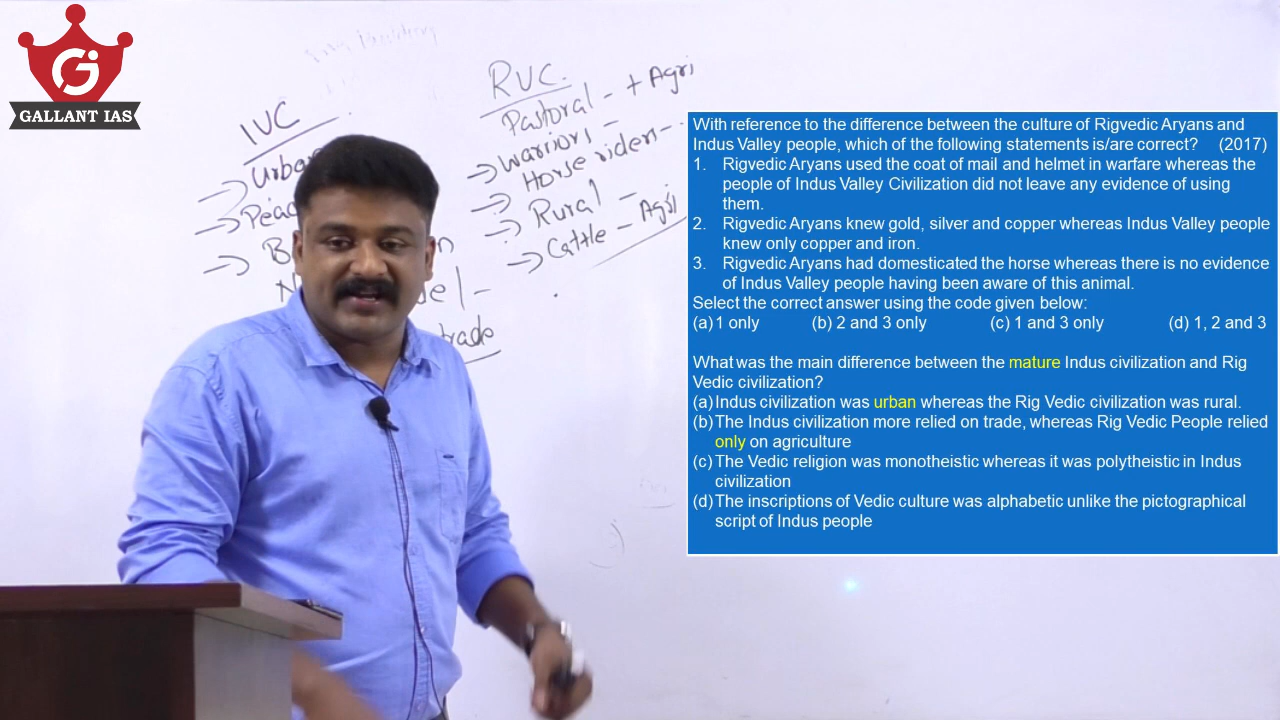 GALLANT IAS
IVC
Urban
RVC.
Pastoral - + Agri
→ Warriors -
→ Horse riders -
→ Rural -
→ Cattle - Agri
trade
With reference to the difference between the culture of Rigvedic Aryans and
Indus Valley people, which of the following statements is/are correct? (2017)
1. Rigvedic Aryans used the coat of mail and helmet in warfare whereas the
people of Indus Valley Civilization did not leave any evidence of using
them.
2. Rigvedic Aryans knew gold, silver and copper whereas Indus Valley people
knew only copper and iron.
3. Rigvedic Aryans had domesticated the horse whereas there is no evidence
of Indus Valley people having been aware of this animal.
Select the correct answer using the code given below:
(a) 1 only (b) 2 and 3 only (c) 1 and 3 only (d) 1, 2 and 3
What was the main difference between the mature Indus civilization and Rig
Vedic civilization?
(a) Indus civilization was urban whereas the Rig Vedic civilization was rural.
(b) The Indus civilization more relied on trade, whereas Rig Vedic People relied
only on agriculture
(c) The Vedic religion was monotheistic whereas it was polytheistic in Indus
civilization
(d) The inscriptions of Vedic culture was alphabetic unlike the pictographical
script of Indus people